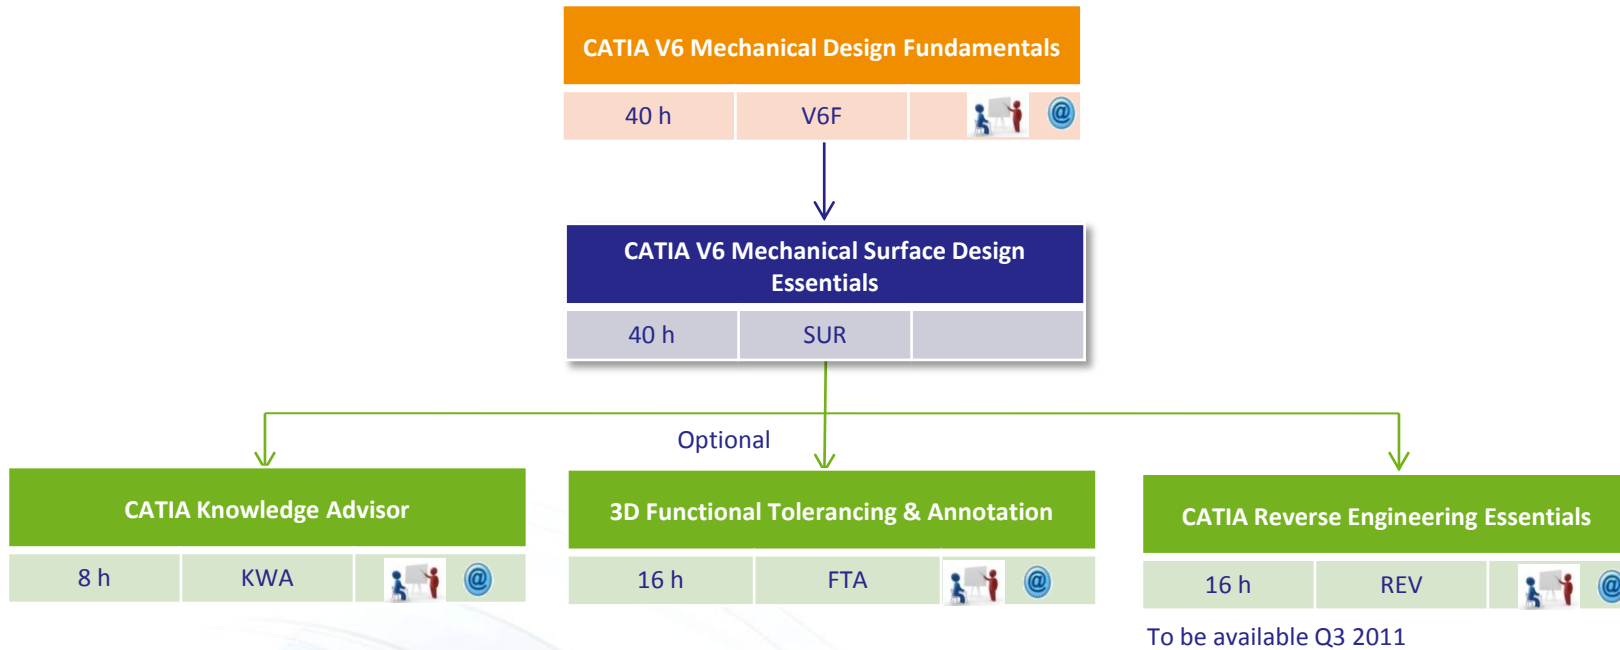 CATIA V6 Mechanical Design Fundamentals
40 h V6F @
CATIA V6 Mechanical Surface Design
Essentials
40 h SUR
Optional
CATIA Knowledge Advisor
8 h KWA @
3D Functional Tolerancing & Annotation
16 h FTA @
CATIA Reverse Engineering Essentials
16 h REV @
To be available Q3 2011